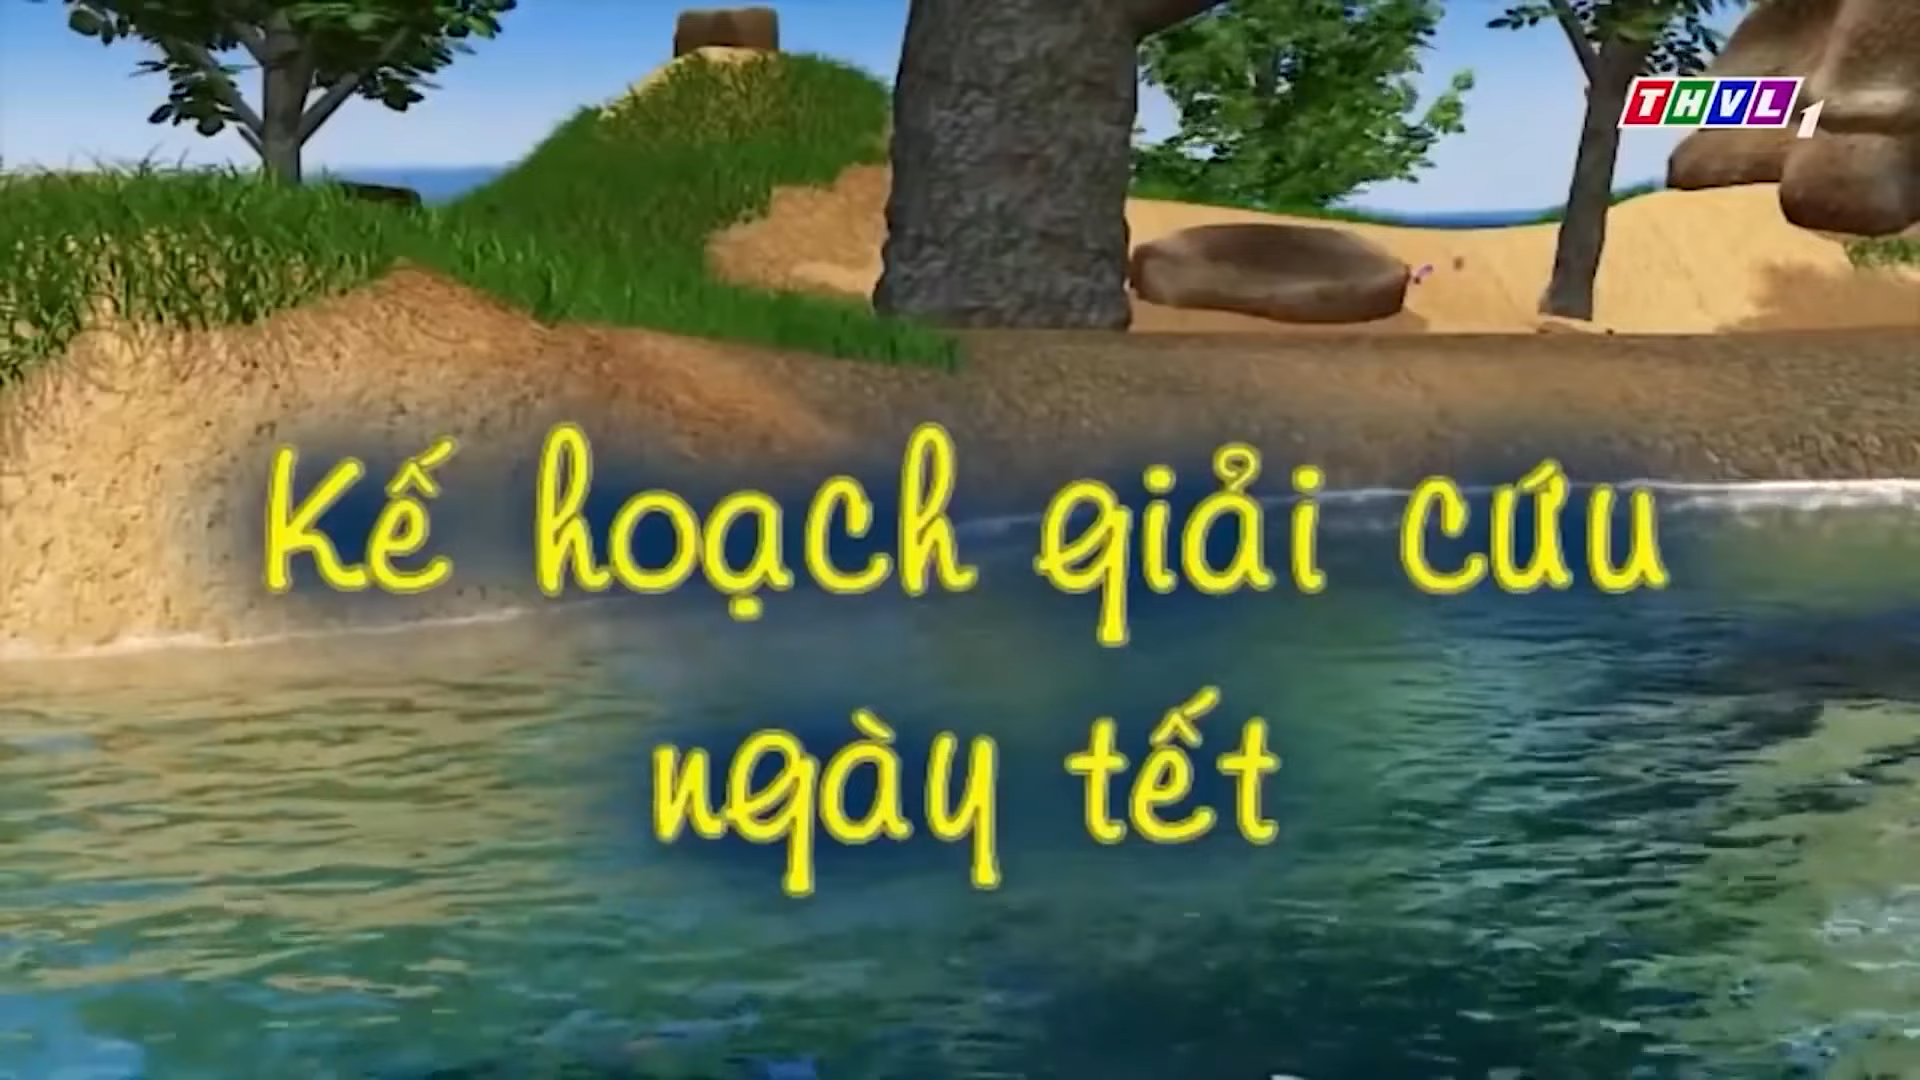 THVL1
Kế hoạch giải cứu
ngày tết